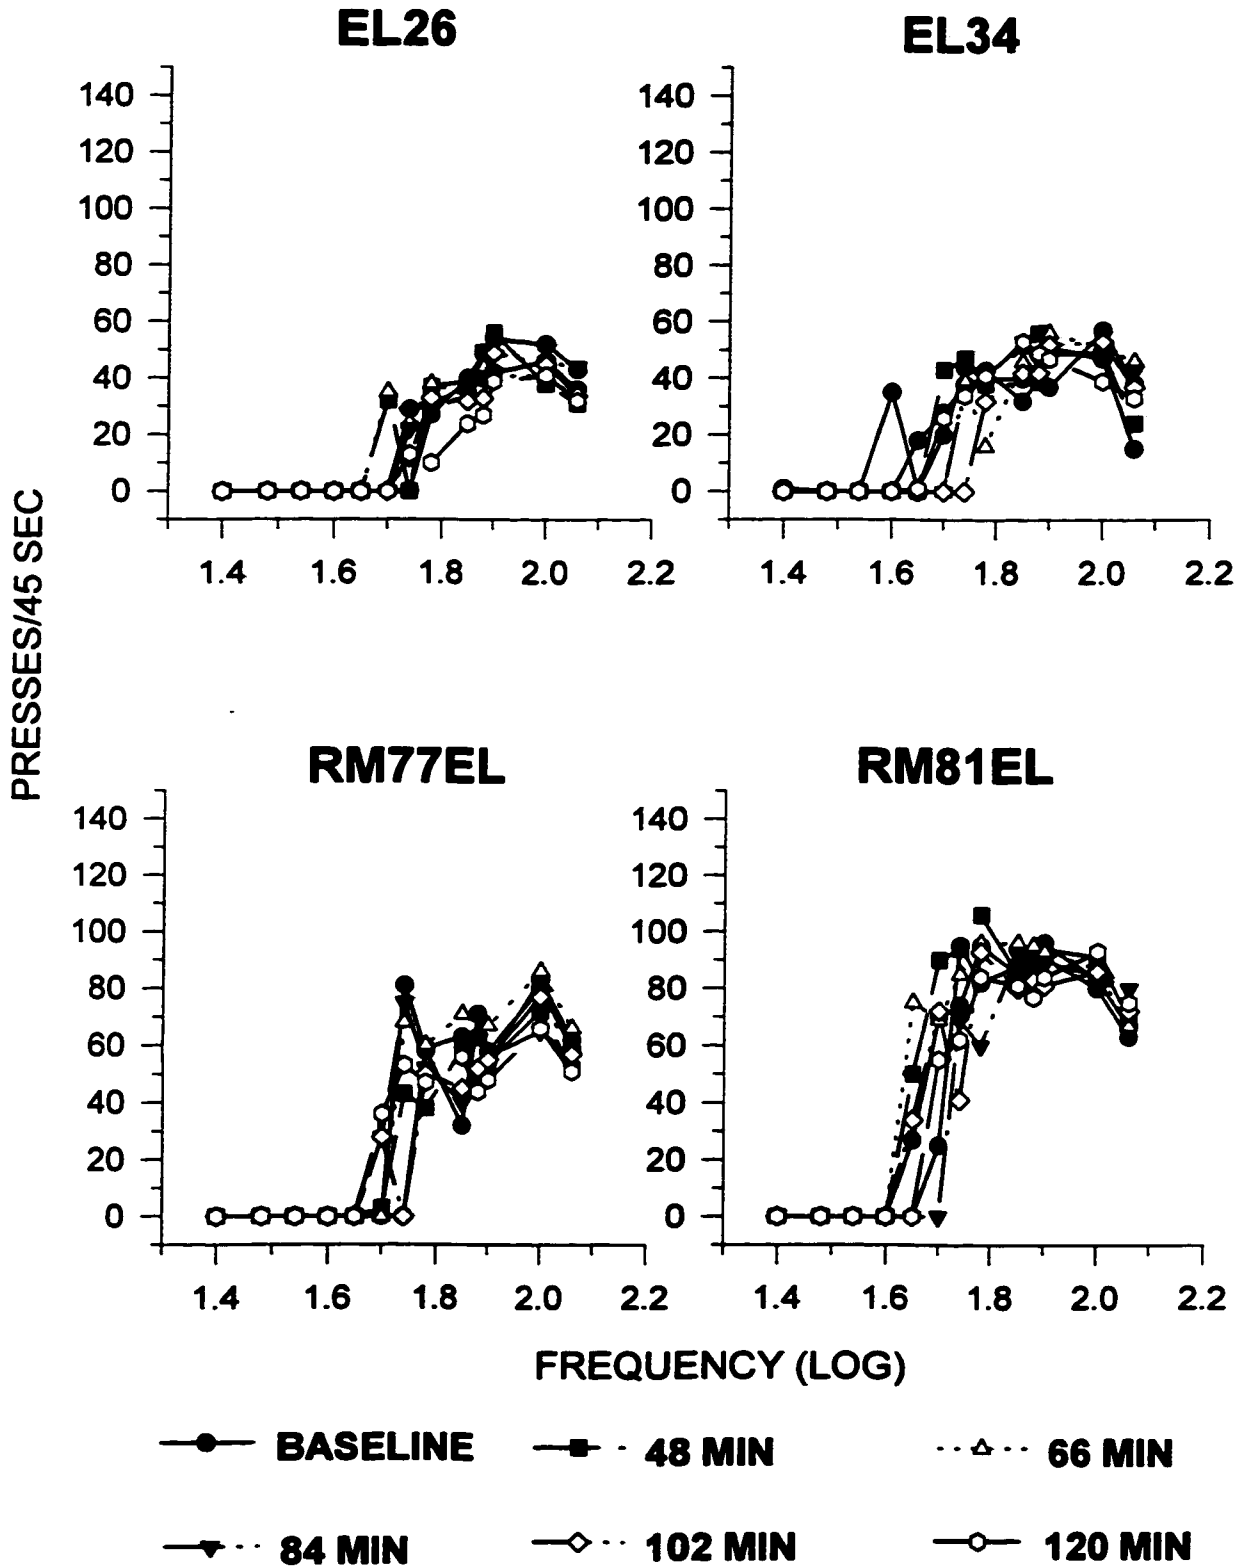 EL26
EL34
140
120
100
80
60
40
20
0
1.4 1.6 1.8 2.0 2.2
140
120
100
80
60
40
20
0
1.4 1.6 1.8 2.0 2.2
PRESSES/45 SEC
RM77EL
RM81EL
140
120
100
80
60
40
20
0
1.4 1.6 1.8 2.0 2.2
140
120
100
80
60
40
20
0
1.4 1.6 1.8 2.0 2.2
FREQUENCY (LOG)
BASELINE 48 MIN 66 MIN
84 MIN 102 MIN 120 MIN